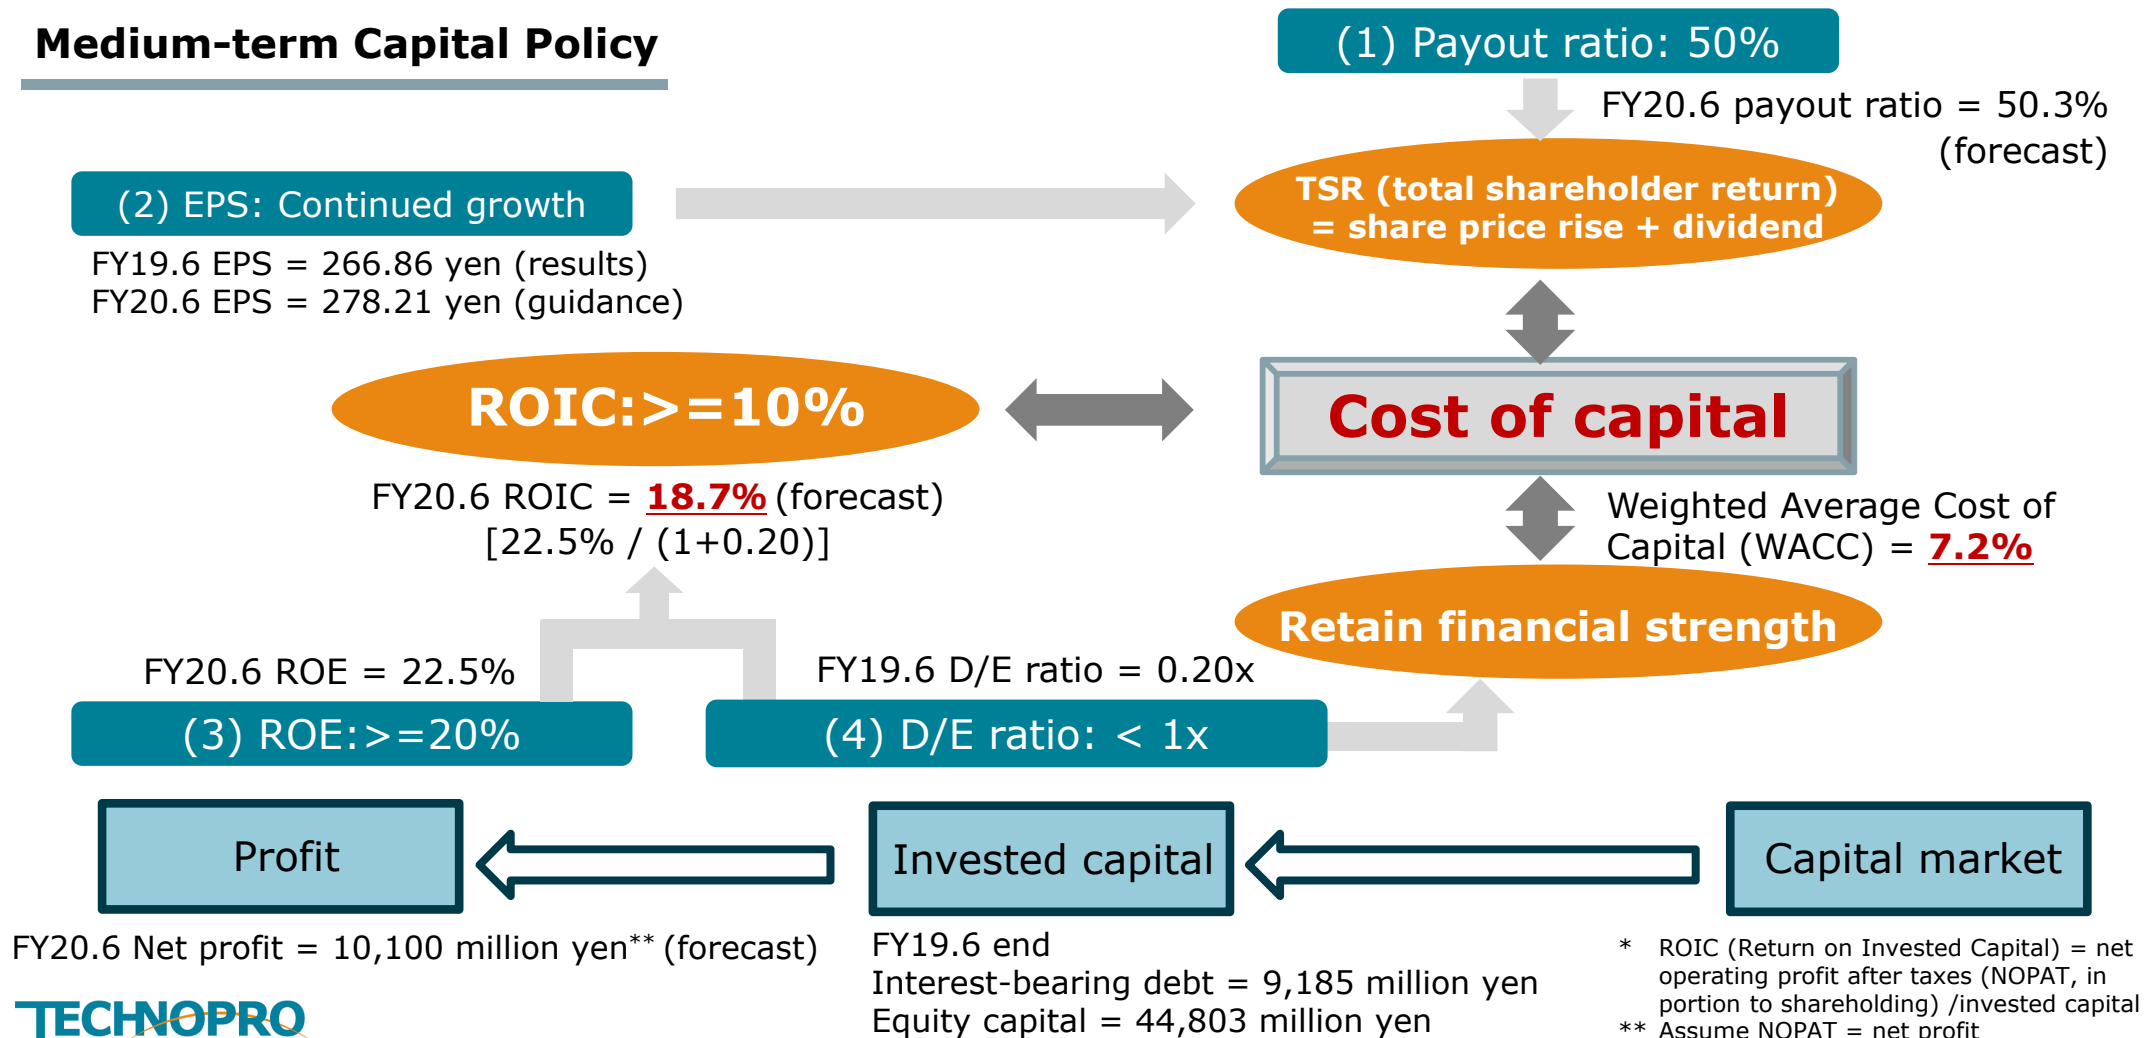 Medium-term Capital Policy
(1) Payout ratio: 50%
FY20.6 payout ratio = 50.3%
(forecast)
(2) EPS: Continued growth
TSR (total shareholder return)
= share price rise + dividend
FY19.6 EPS = 266.86 yen (results)
FY20.6 EPS = 278.21 yen (guidance)
ROIC:>=10%
Cost of capital
FY20.6 ROIC = 18.7% (forecast)
[22.5% / (1+0.20)]
Weighted Average Cost of
Capital (WACC) = 7.2%
Retain financial strength
FY20.6 ROE = 22.5%
FY19.6 D/E ratio = 0.20x
(3) ROE:>=20%
(4) D/E ratio: < 1x
Profit
Invested capital
Capital market
FY20.6 Net profit = 10,100 million yen** (forecast)
FY19.6 end
Interest-bearing debt = 9,185 million yen
Equity capital = 44,803 million yen
* ROIC (Return on Invested Capital) = net
operating profit after taxes (NOPAT, in
portion to shareholding) /invested capital
** Assume NOPAT = net profit
TECHNOPRO